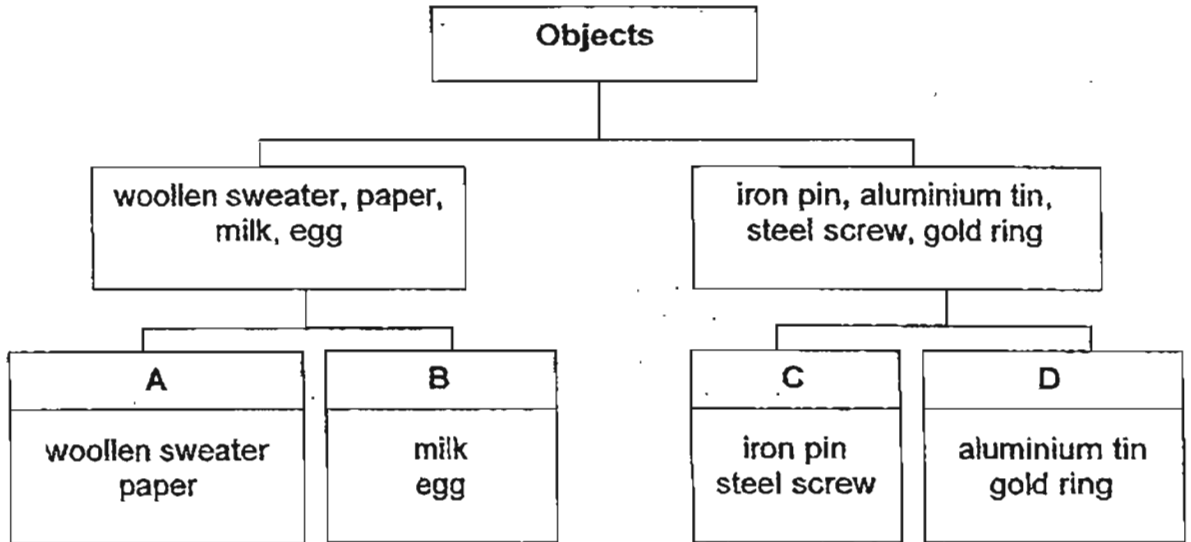 Objects
woollen sweater, paper,
milk, egg
iron pin, aluminium tin,
steel screw, gold ring
A
woollen sweater
paper
B
milk
egg
C
iron pin
steel screw
D
aluminium tin
gold ring